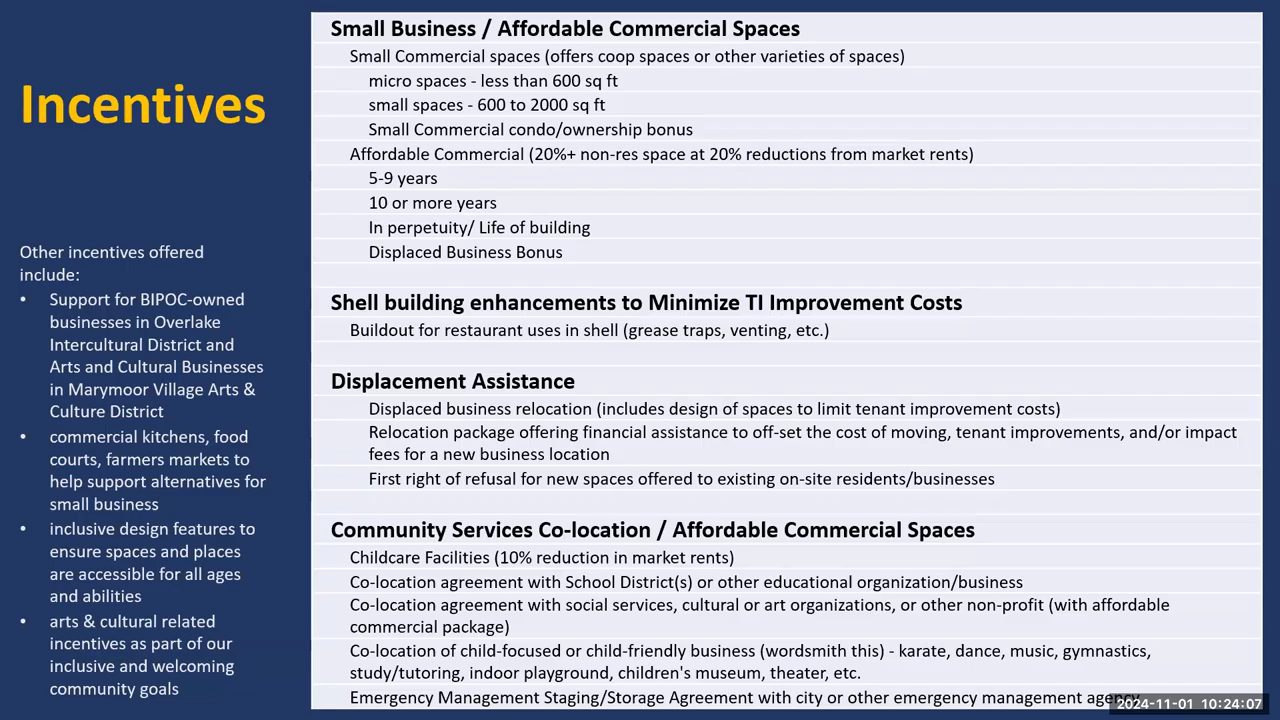 Incentives
Other incentives offered
include:
• Support for BIPOC-owned
businesses in Overlake
Intercultural District and
Arts and Cultural Businesses
in Marymoor Village Arts &
Culture District
• commercial kitchens, food
courts, farmers markets to
help support alternatives for
small business
• inclusive design features to
ensure spaces and places
are accessible for all ages
and abilities
• arts & cultural related
incentives as part of our
inclusive and welcoming
community goals
Small Business / Affordable Commercial Spaces
Small Commercial spaces (offers coop spaces or other varieties of spaces)
micro spaces - less than 600 sq ft
small spaces - 600 to 2000 sq ft
Small Commercial condo/ownership bonus
Affordable Commercial (20%+ non-res space at 20% reductions from market rents)
5-9 years
10 or more years
In perpetuity/ Life of building
Displaced Business Bonus
Shell building enhancements to Minimize TI Improvement Costs
Buildout for restaurant uses in shell (grease traps, venting, etc.)
Displacement Assistance
Displaced business relocation (includes design of spaces to limit tenant improvement costs)
Relocation package offering financial assistance to off-set the cost of moving, tenant improvements, and/or impact
fees for a new business location
First right of refusal for new spaces offered to existing on-site residents/businesses
Community Services Co-location / Affordable Commercial Spaces
Childcare Facilities (10% reduction in market rents)
Co-location agreement with School District(s) or other educational organization/business
Co-location agreement with social services, cultural or art organizations, or other non-profit (with affordable
commercial package)
Co-location of child-focused or child-friendly business (wordsmith this) - karate, dance, music, gymnastics,
study/tutoring, indoor playground, children's museum, theater, etc.
Emergency Management Staging/Storage Agreement with city or other emergency management agency
2024-11-01 10:24:07